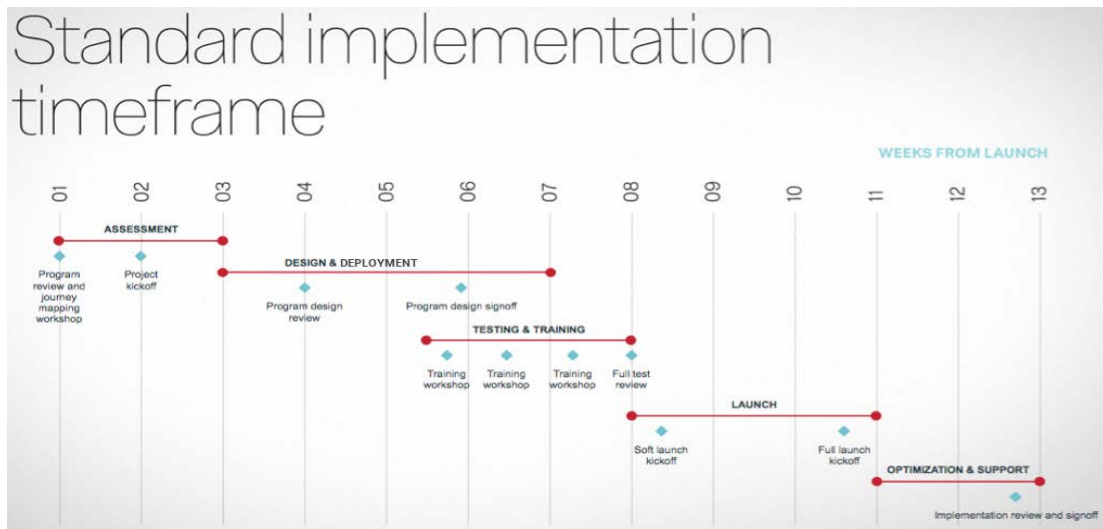 Standard implementation
timeframe
WEEKS FROM LAUNCH
01 02 03 04 05 06 07 08 09 10 11 12 13
ASSESSMENT
Program
review and
journey
mapping
workshop
Project
kickoff
DESIGN & DEPLOYMENT
Program design
review
Program design signoff
TESTING & TRAINING
Training
workshop
Training
workshop
Training
workshop
Full test
review
LAUNCH
Soft launch
kickoff
Full launch
kickoff
OPTIMIZATION & SUPPORT
Implementation review and signoff